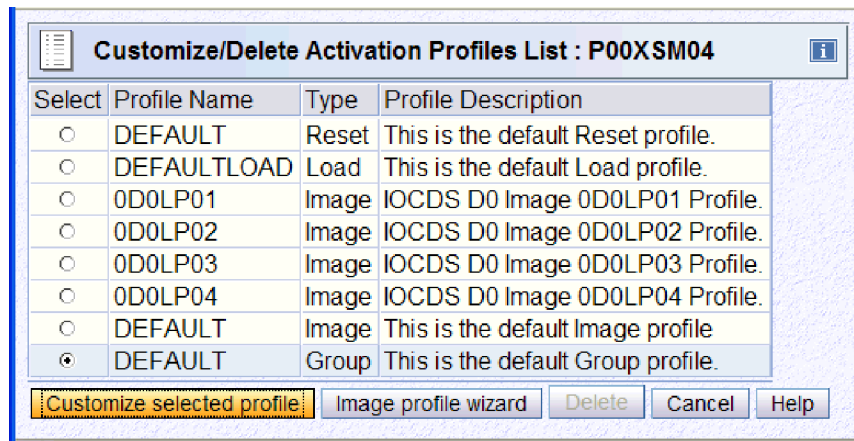 Customize/Delete Activation Profiles List : P00XSM04
Select Profile Name Type Profile Description
DEFAULT Reset This is the default Reset profile.
DEFAULTLOAD Load This is the default Load profile.
0D0LP01 Image IOCDS D0 Image 0D0LP01 Profile.
0D0LP02 Image IOCDS D0 Image 0D0LP02 Profile.
0D0LP03 Image IOCDS D0 Image 0D0LP03 Profile.
0D0LP04 Image IOCDS D0 Image 0D0LP04 Profile.
DEFAULT Image This is the default Image profile
DEFAULT Group This is the default Group profile.
Customize selected profile Image profile wizard Delete Cancel Help